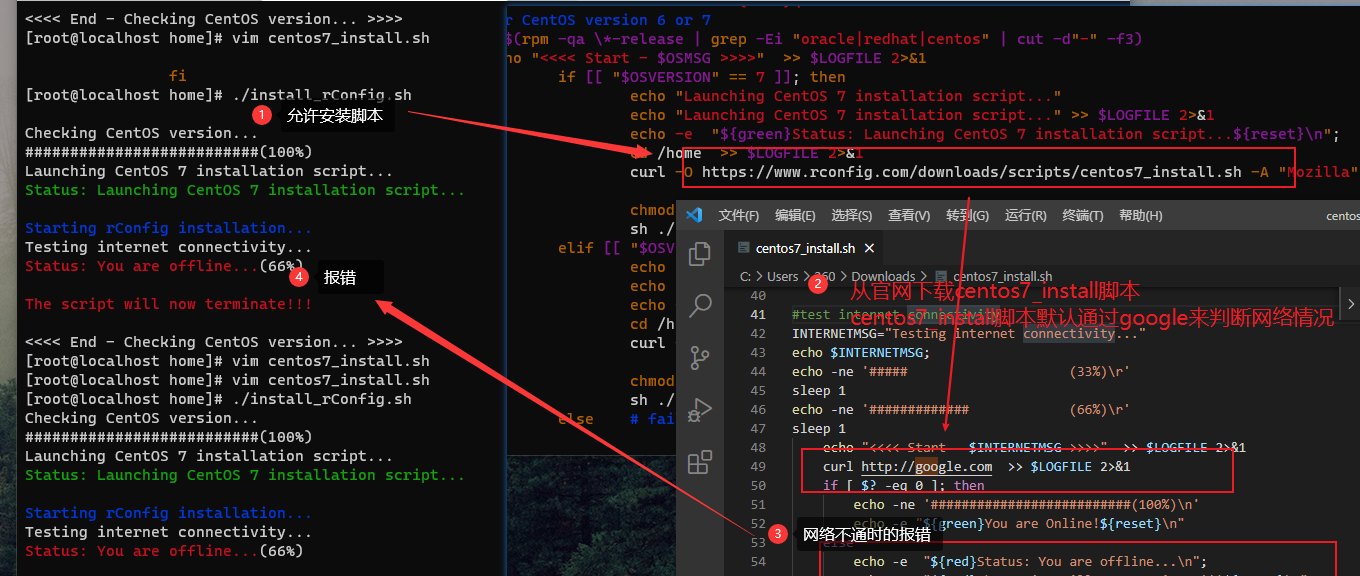 <<<< End - Checking CentOS version... >>>>
[root@localhost home]# vim centos7_install.sh
fi
[root@localhost home]# ./install_rConfig.sh
1 允许安装脚本
Checking CentOS version...
##########################(100%)
Launching CentOS 7 installation script...
Status: Launching CentOS 7 installation script...
Starting rConfig installation...
Testing internet connectivity...
Status: You are offline...(66%)
4 报错
The script will now terminate!!!
<<<< End - Checking CentOS version... >>>>
[root@localhost home]# vim centos7_install.sh
[root@localhost home]# vim centos7_install.sh
[root@localhost home]# ./install_rConfig.sh
Checking CentOS version...
##########################(100%)
Launching CentOS 7 installation script...
Status: Launching CentOS 7 installation script...
Starting rConfig installation...
Testing internet connectivity...
Status: You are offline...(66%)
r CentOS version 6 or 7
$(rpm -qa \*-release | grep -Ei "oracle|redhat|centos" | cut -d"-" -f3)
ho "<<<< Start - $OSMSG >>>>"  >> $LOGFILE 2>&1
if [[ "$OSVERSION" == 7 ]]; then
echo "Launching CentOS 7 installation script..."
echo "Launching CentOS 7 installation script..." >> $LOGFILE 2>&1
echo -e  "${green}Status: Launching CentOS 7 installation script...${reset}\n";
/home  >> $LOGFILE 2>&1
curl -O https://www.rconfig.com/downloads/scripts/centos7_install.sh -A "Mozilla"
chmod
sh ./
elif [[ "$OSV
echo
echo
echo
cd /h
curl
chmod
sh ./
else # fai
文件(F) 编辑(E) 选择(S) 查看(V) 转到(G) 运行(R) 终端(T) 帮助(H) centos
centos7_install.sh ×
C: > Users > 360 > Downloads > centos7_install.sh
2 从官网下载centos7_install脚本
centos7_install脚本默认通过google来判断网络情况
40
41 #test internet connectivity
42 INTERNETMSG="Testing internet connectivity..."
43 echo $INTERNETMSG;
44 echo -ne '##### (33%)\r'
45 sleep 1
46 echo -ne '############# (66%)\r'
47 sleep 1
48 echo "<<<< Start - $INTERNETMSG >>>>"  >> $LOGFILE 2>&1
49 curl http://google.com  >> $LOGFILE 2>&1
50 if [ $? -eq 0 ]; then
51 echo -ne '##########################(100%)\n'
52 echo -e "${green}You are Online!${reset}\n"
3 网络不通时的报错
53 else
54 echo -e  "${red}Status: You are offline...\n";